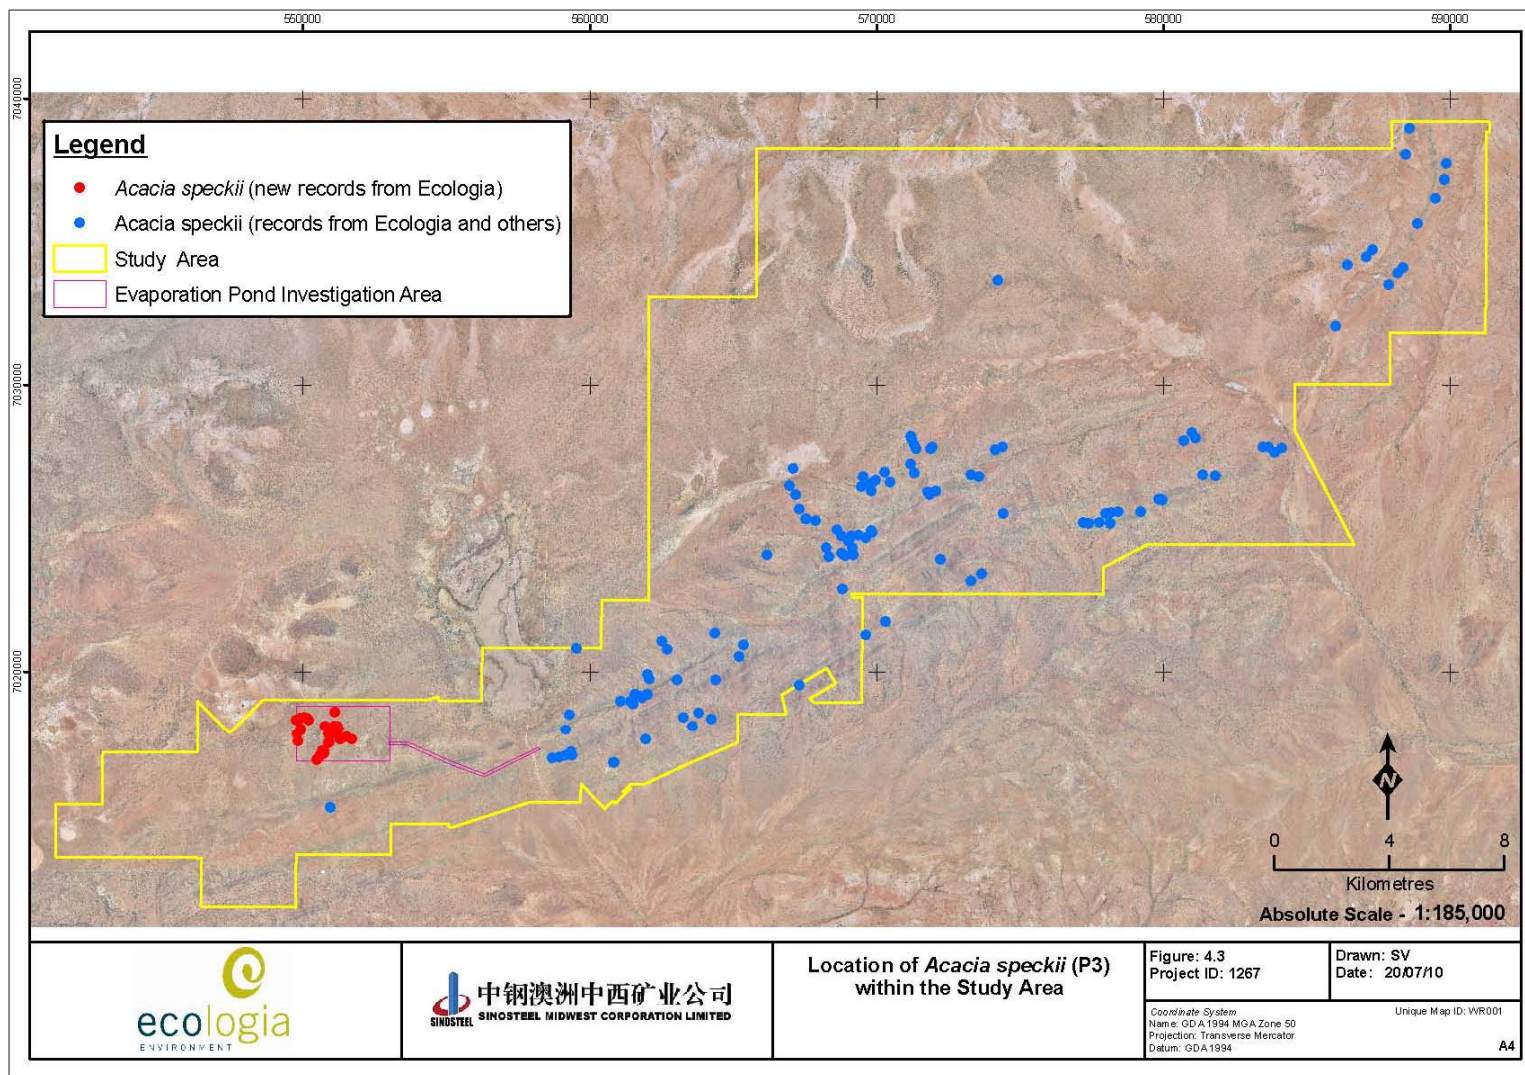 550000
560000
570000
580000
590000
7040000
7030000
7020000
Legend
Acacia speckii (new records from Ecologia)
Acacia speckii (records from Ecologia and others)
Study Area
Evaporation Pond Investigation Area
N
0 4 8
Kilometres
Absolute Scale - 1:185,000
ecologia
ENVIRONMENT
SINOSTEEL
中钢澳洲中西矿业公司
SINOSTEEL MIDWEST CORPORATION LIMITED
Location of Acacia speckii (P3)
within the Study Area
Figure: 4.3
Project ID: 1267
Drawn: SV
Date: 20/07/10
Coordinate System
Name: GDA 1994 MGA Zone 50
Projection: Transverse Mercator
Datum: GDA 1994
Unique Map ID: WR001
A4